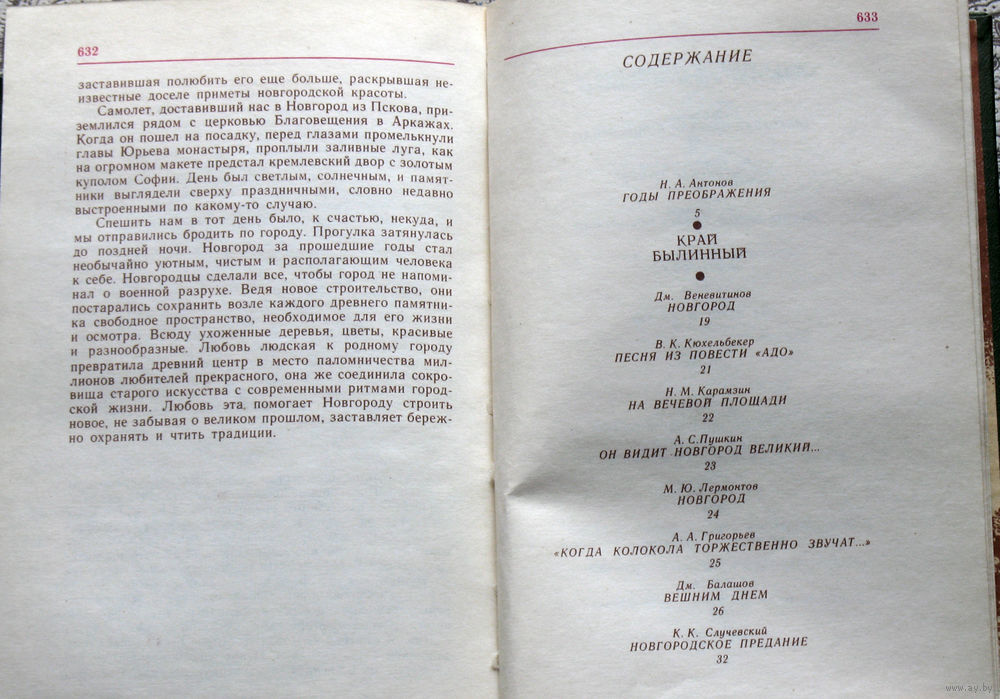 632
заставившая полюбить его еще больше, раскрывшая не-
известные доселе приметы новгородской красоты.
Самолет, доставивший нас в Новгород из Пскова, при-
землился рядом с церковью Благовещения в Аркажах.
Когда он пошел на посадку, перед глазами промелькнули
главы Юрьева монастыря, проплыли заливные луга, как
на огромном макете предстал кремлевский двор с золотым
куполом Софии. День был светлым, солнечным, и памят-
ники выглядели сверху праздничными, словно недавно
выстроенными по какому-то случаю.
Спешить нам в тот день было, к счастью, некуда, и
мы отправились бродить по городу. Прогулка затянулась
до поздней ночи. Новгород за прошедшие годы стал
необычайно уютным, чистым и располагающим человека
к себе. Новгородцы сделали все, чтобы город не напоми-
нал о военной разрухе. Ведя новое строительство, они
постарались сохранить возле каждого древнего памятни-
ка свободное пространство, необходимое для его жизни
и осмотра. Всюду ухоженные деревья, цветы, красивые
и разнообразные. Любовь людская к родному городу
превратила древний центр в место паломничества мил-
лионов любителей прекрасного, она же соединила сокро-
вища старого искусства с современными ритмами город-
ской жизни. Любовь эта, помогает Новгороду строить
новое, не забывая о великом прошлом, заставляет береж-
но охранять и чтить традиции.
633
СОДЕРЖАНИЕ
Н. А. Антонов
ГОДЫ ПРЕОБРАЖЕНИЯ
5
КРАЙ
БЫЛИННЫЙ
Дм. Веневитинов
НОВГОРОД
19
В. К. Кюхельбекер
ПЕСНЯ ИЗ ПОВЕСТИ «АДО»
21
Н. М. Карамзин
НА ВЕЧЕВОЙ ПЛОЩАДИ
22
А. С. Пушкин
ОН ВИДИТ НОВГОРОД ВЕЛИКИЙ...
23
М. Ю. Лермонтов
НОВГОРОД
24
А. А. Григорьев
«КОГДА КОЛОКОЛА ТОРЖЕСТВЕННО ЗВУЧАТ...»
25
Дм. Балашов
ВЕШНИМ ДНЕМ
26
К. К. Случевский
НОВГОРОДСКОЕ ПРЕДАНИЕ
32
www.ay.by